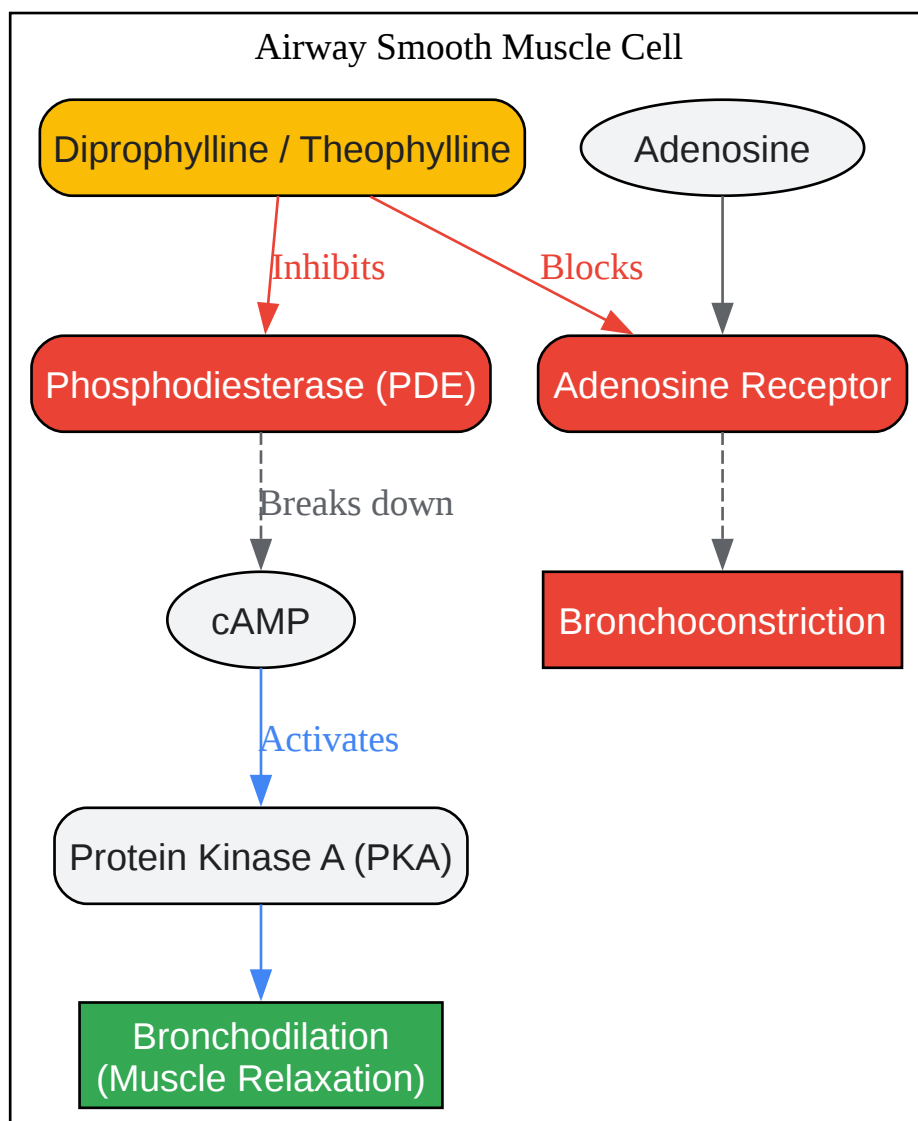 Airway Smooth Muscle Cell
Diprophylline / Theophylline
Adenosine
Inhibits
Blocks
Phosphodiesterase (PDE)
Adenosine Receptor
Breaks down
cAMP
Bronchoconstriction
Activates
Protein Kinase A (PKA)
Bronchodilation
(Muscle Relaxation)